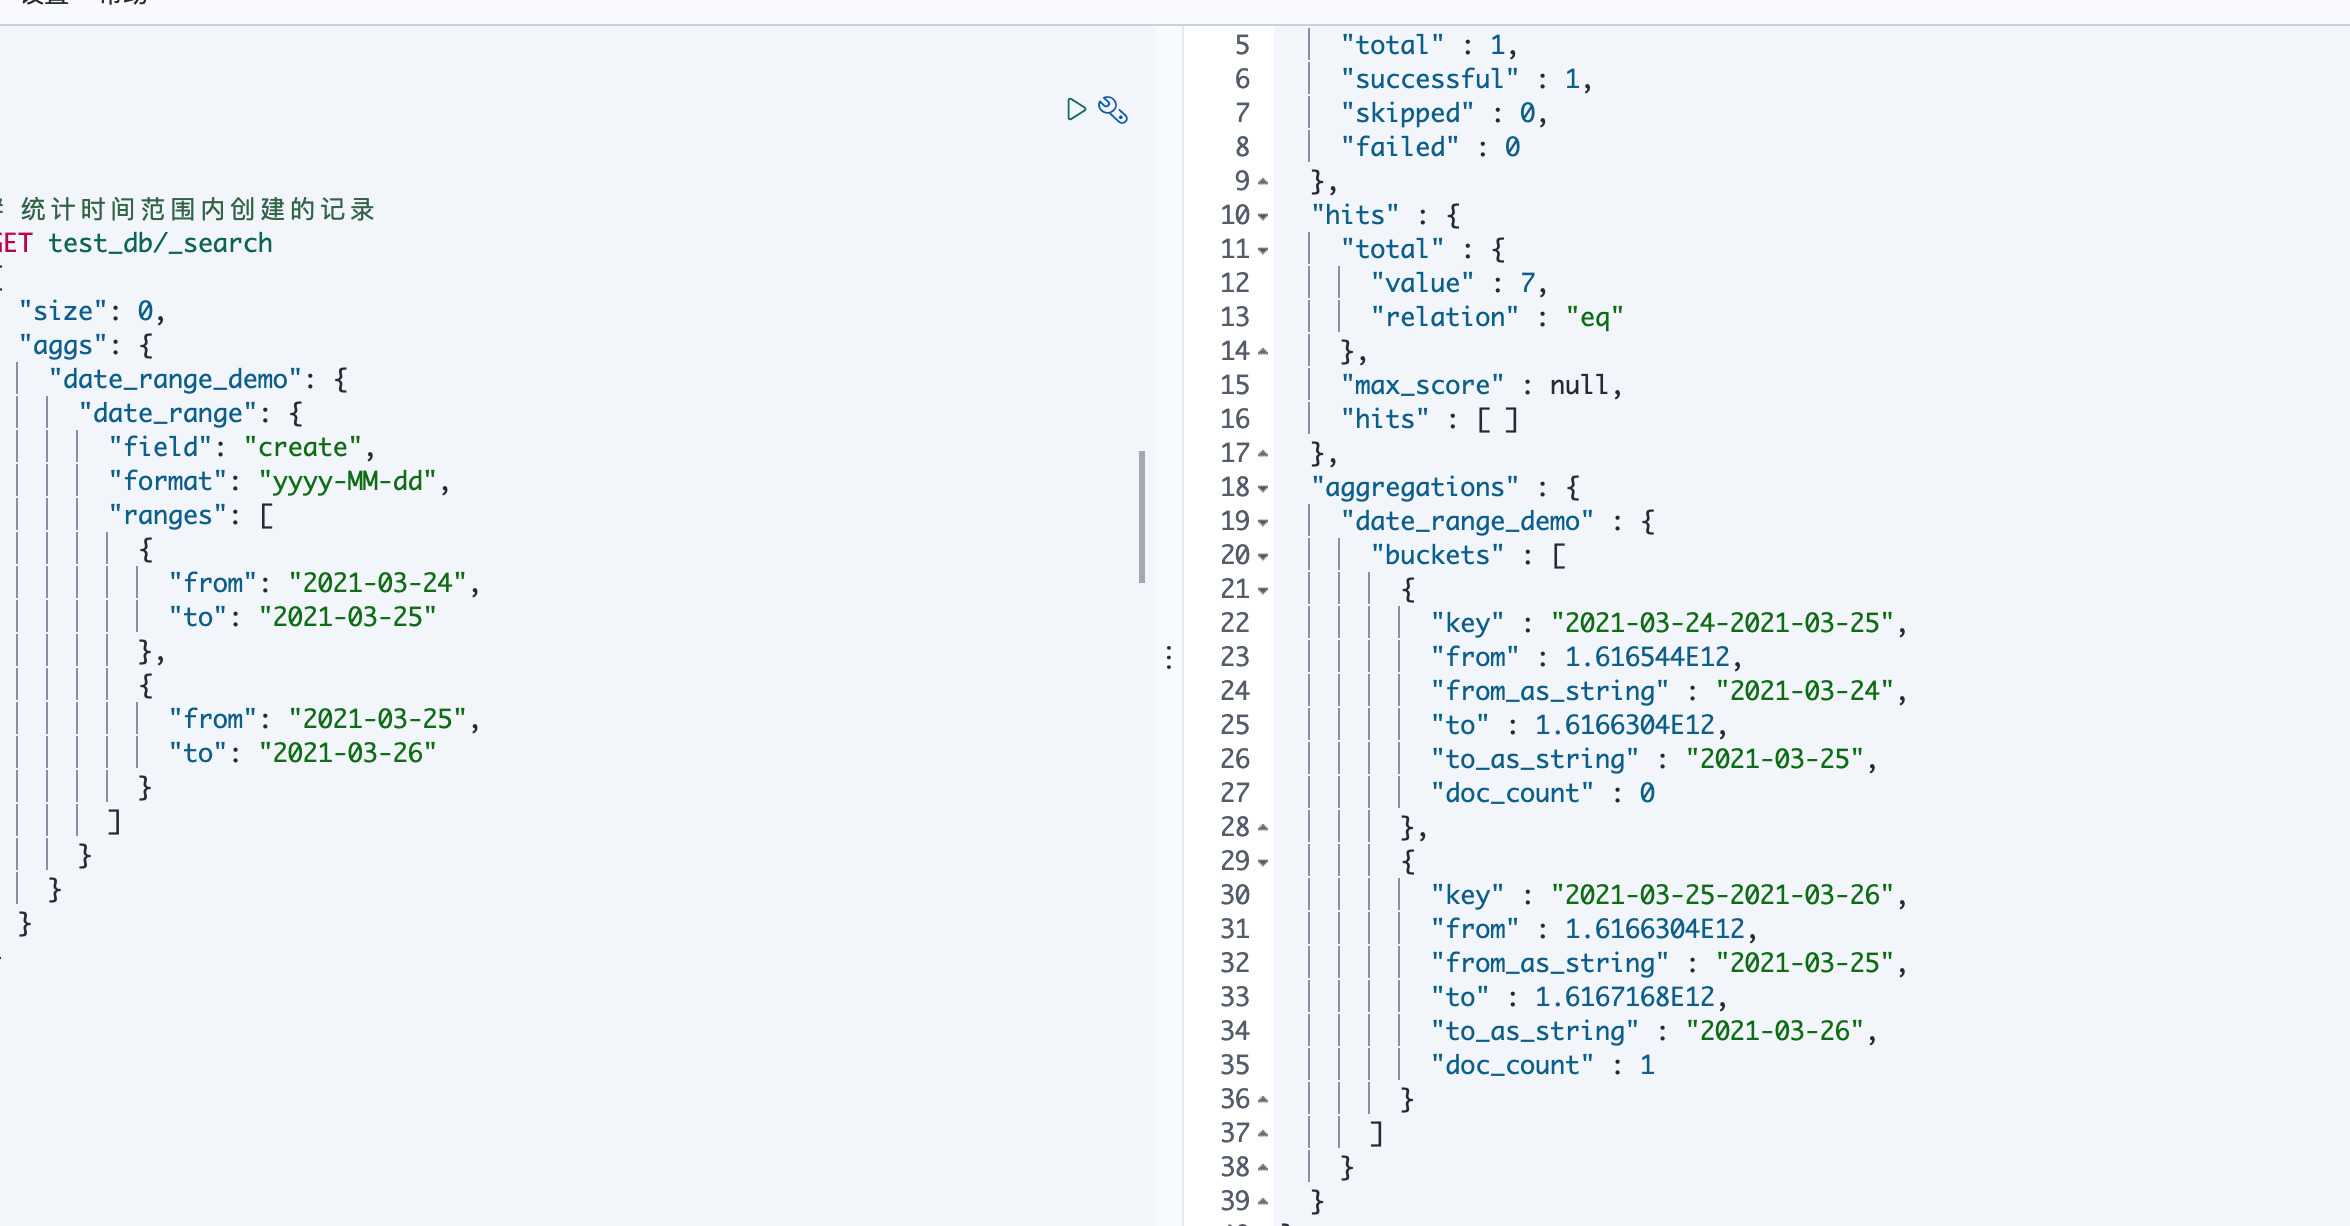 设置 帮助
# 统计时间范围内创建的记录
GET test_db/_search
{
"size": 0,
"aggs": {
"date_range_demo": {
"date_range": {
"field": "create",
"format": "yyyy-MM-dd",
"ranges": [
{
"from": "2021-03-24",
"to": "2021-03-25"
},
{
"from": "2021-03-25",
"to": "2021-03-26"
}
]
}
}
}
5 "total" : 1,
6 "successful" : 1,
7 "skipped" : 0,
8 "failed" : 0
9 },
10 "hits" : {
11 "total" : {
12 "value" : 7,
13 "relation" : "eq"
14 },
15 "max_score" : null,
16 "hits" : [ ]
17 },
18 "aggregations" : {
19 "date_range_demo" : {
20 "buckets" : [
21 {
22 "key" : "2021-03-24-2021-03-25",
23 "from" : 1.616544E12,
24 "from_as_string" : "2021-03-24",
25 "to" : 1.6166304E12,
26 "to_as_string" : "2021-03-25",
27 "doc_count" : 0
28 },
29 {
30 "key" : "2021-03-25-2021-03-26",
31 "from" : 1.6166304E12,
32 "from_as_string" : "2021-03-25",
33 "to" : 1.6167168E12,
34 "to_as_string" : "2021-03-26",
35 "doc_count" : 1
36 }
37 ]
38 }
39 }